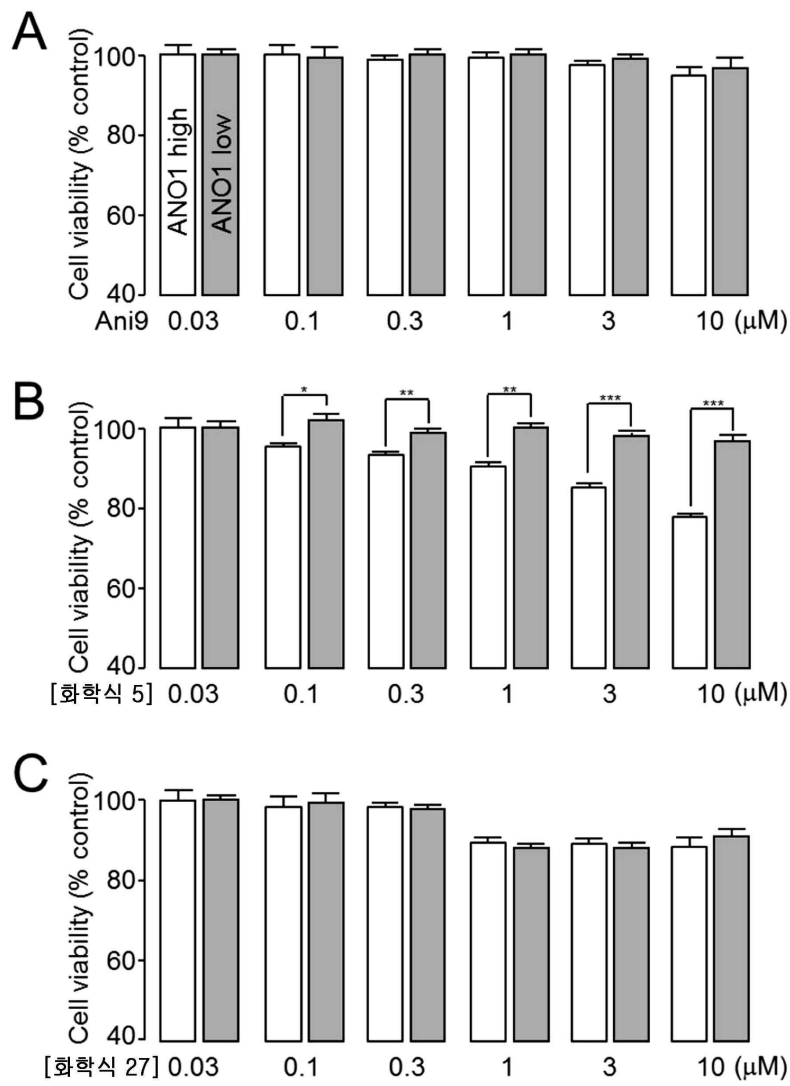 A
Cell viability (% control)
100
80
60
40
ANO1 high
ANO1 low
Ani9 0.03 0.1 0.3 1 3 10 (μM)
B
Cell viability (% control)
100
80
60
40
* ** ** *** ***
[화학식 5] 0.03 0.1 0.3 1 3 10 (μM)
C
Cell viability (% control)
100
80
60
40
[화학식 27] 0.03 0.1 0.3 1 3 10 (μM)